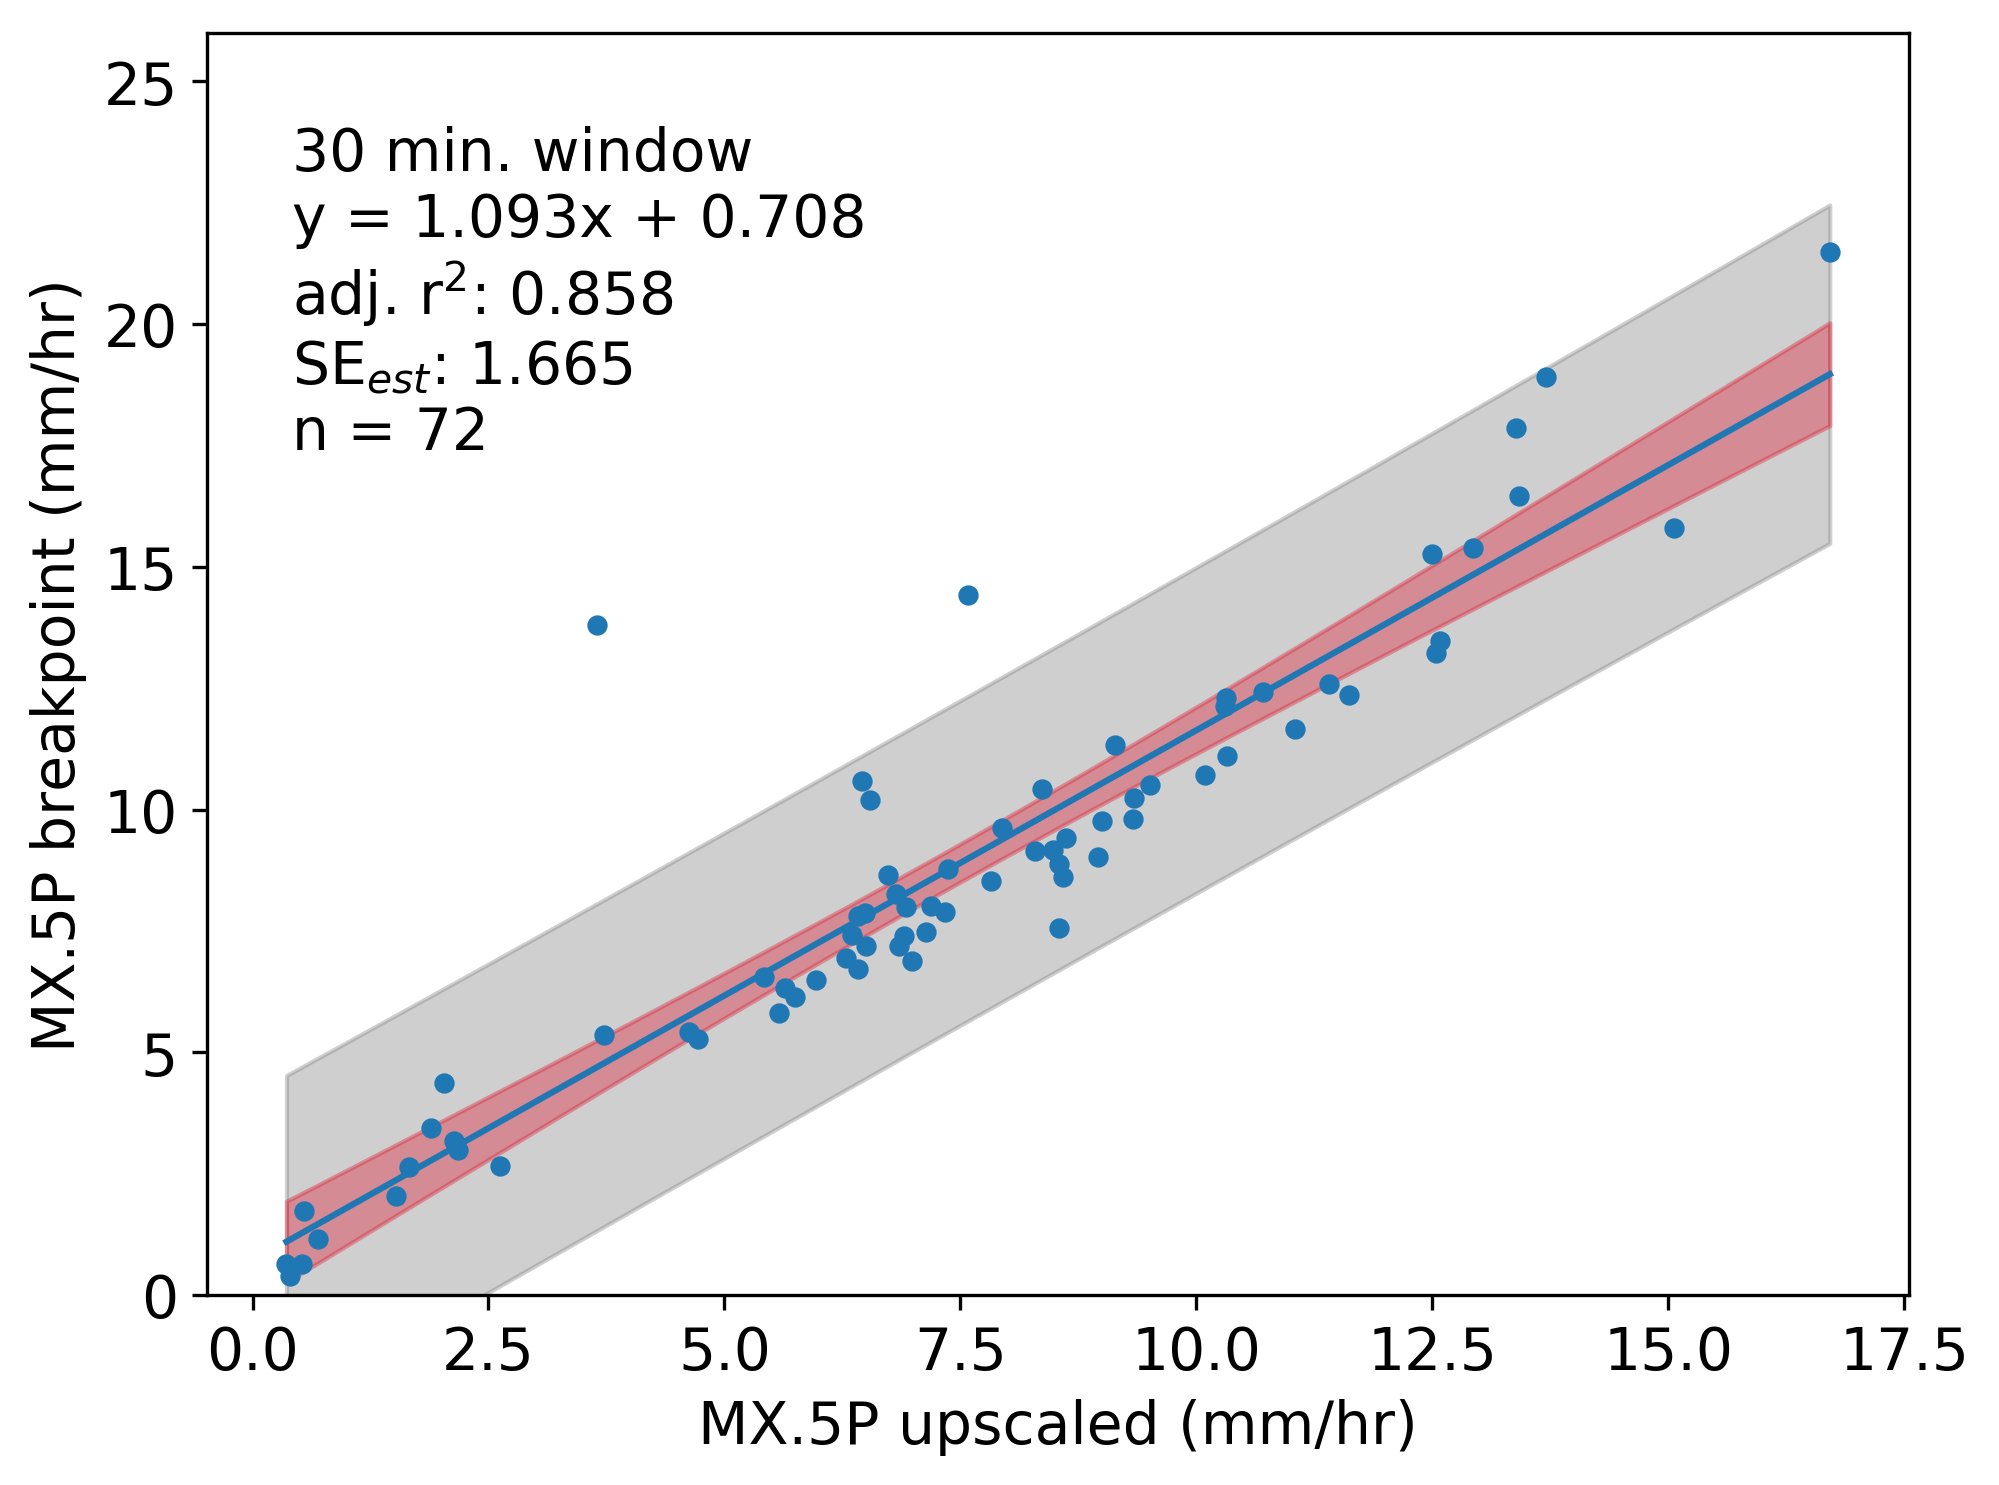 25
20
15
10
5
0
MX.5P breakpoint (mm/hr)
30 min. window
y = 1.093x + 0.708
adj. r²: 0.858
SEest: 1.665
n = 72
0.0 2.5 5.0 7.5 10.0 12.5 15.0 17.5
MX.5P upscaled (mm/hr)